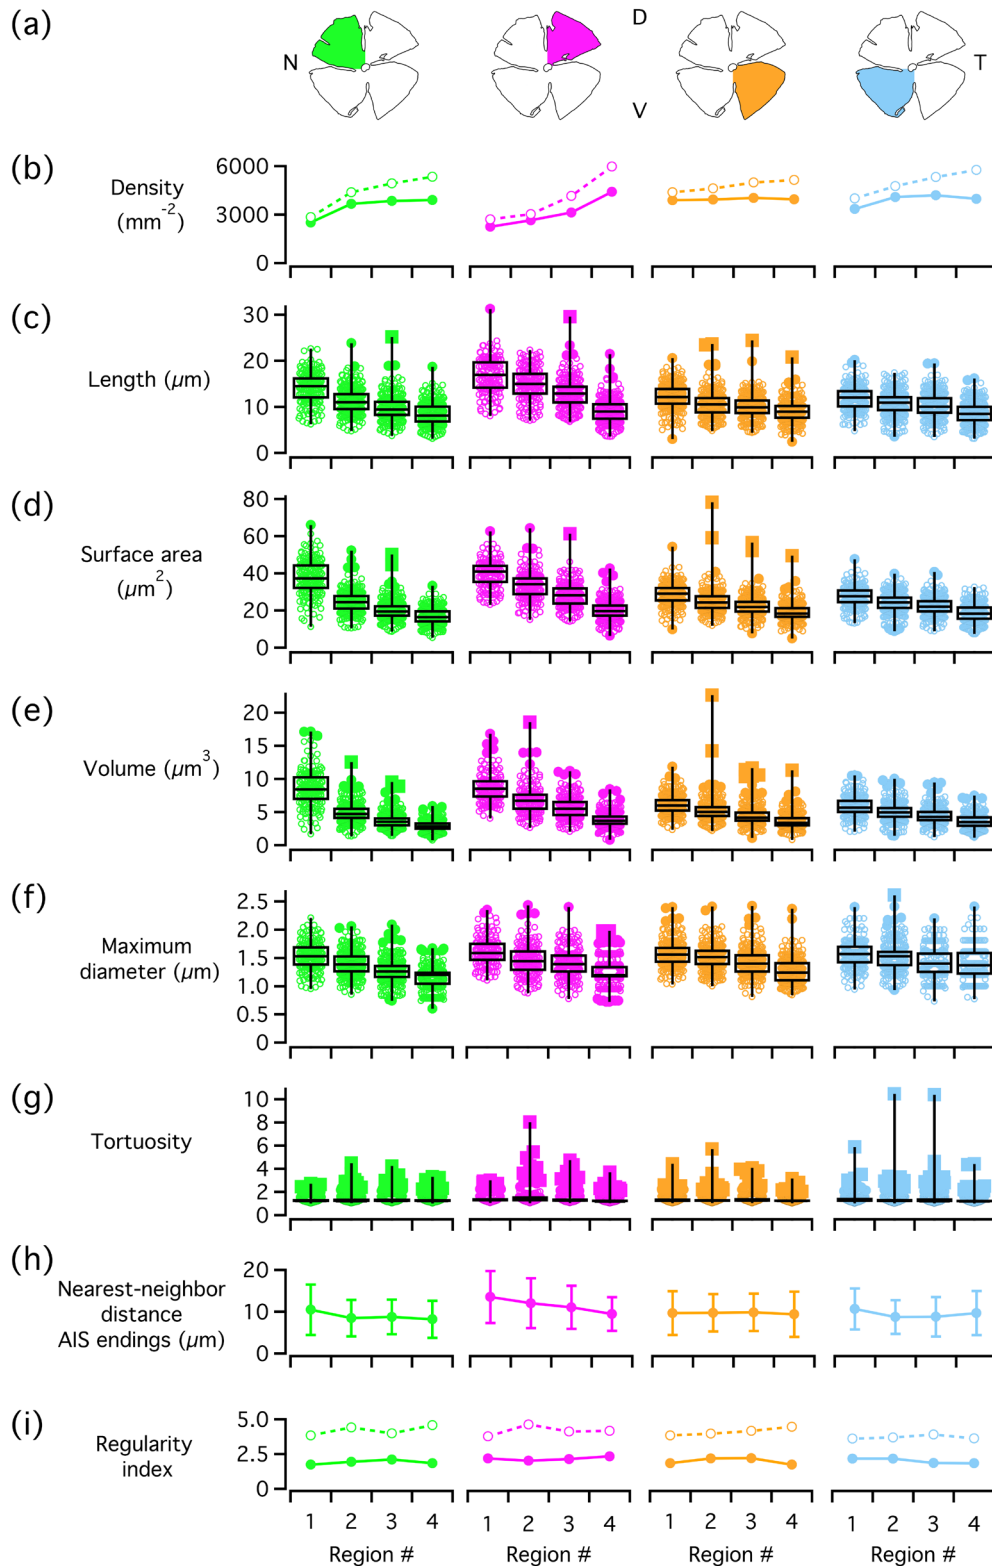 (a)
N
D
V
T
(b)
Density
(mm-2)
6000
3000
0
(c)
Length (µm)
30
20
10
0
(d)
Surface area
(µm2)
80
60
40
20
0
(e)
Volume (µm3)
20
15
10
5
0
(f)
Maximum
diameter (µm)
2.5
2.0
1.5
1.0
0.5
0
(g)
Tortuosity
10
8
6
4
2
0
(h)
Nearest-neighbor
distance
AIS endings (µm)
20
10
0
(i)
Regularity
index
5.0
2.5
0
1 2 3 4 1 2 3 4 1 2 3 4 1 2 3 4
Region # Region # Region # Region #